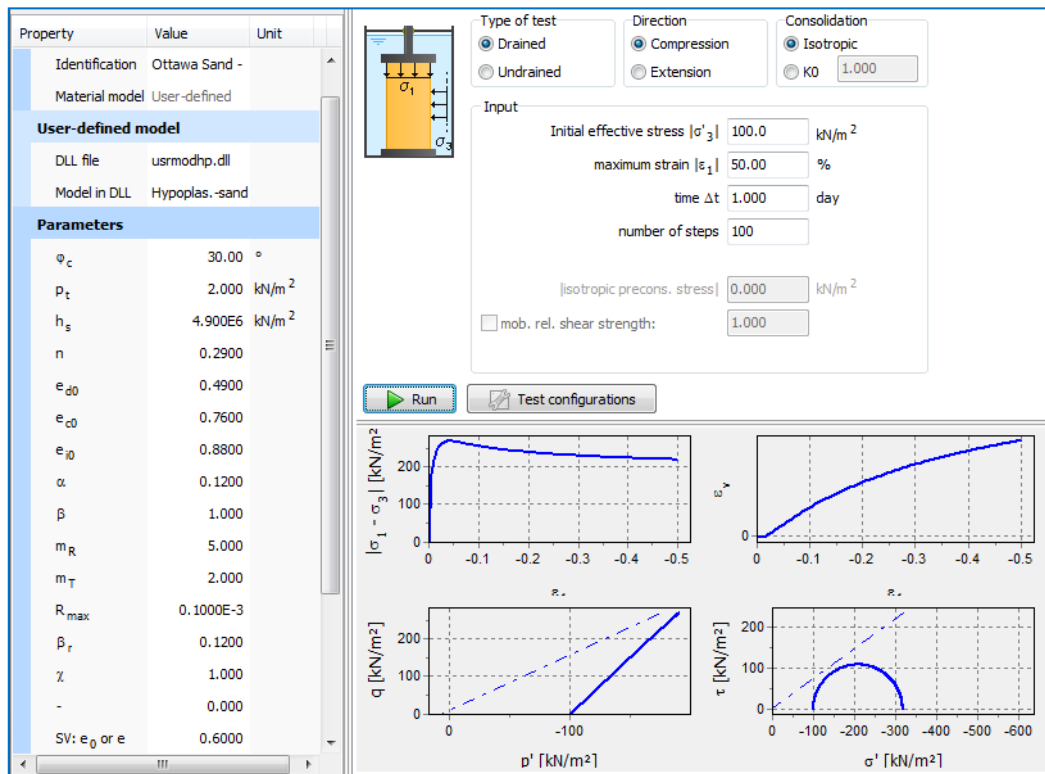 Property Value Unit
Identification Ottawa Sand -
Material model User-defined
User-defined model
DLL file usrmodhp.dll
Model in DLL Hypoplas.-sand
Parameters
φc 30.00 °
pt 2.000 kN/m²
hs 4.900E6 kN/m²
n 0.2900
ed0 0.4900
ec0 0.7600
ei0 0.8800
α 0.1200
β 1.000
mR 5.000
mT 2.000
Rmax 0.1000E-3
βr 0.1200
χ 1.000
- 0.000
SV: e0 or e 0.6000
σ1
σ3
Type of test
Drained
Undrained
Direction
Compression
Extension
Consolidation
Isotropic
K0 1.000
Input
Initial effective stress |σ'3| 100.0 kN/m²
maximum strain |ε1| 50.00 %
time Δt 1.000 day
number of steps 100
|isotropic precons. stress| 0.000 kN/m²
mob. rel. shear strength: 1.000
Run
Test configurations
|σ1 - σ3| [kN/m²]
200
100
0
0 -0.1 -0.2 -0.3 -0.4 -0.5
εv
0
0 -0.1 -0.2 -0.3 -0.4 -0.5
q [kN/m²]
200
100
0
0 -100
p' [kN/m²]
τ [kN/m²]
200
100
0
0 -100 -200 -300 -400 -500 -600
σ' [kN/m²]